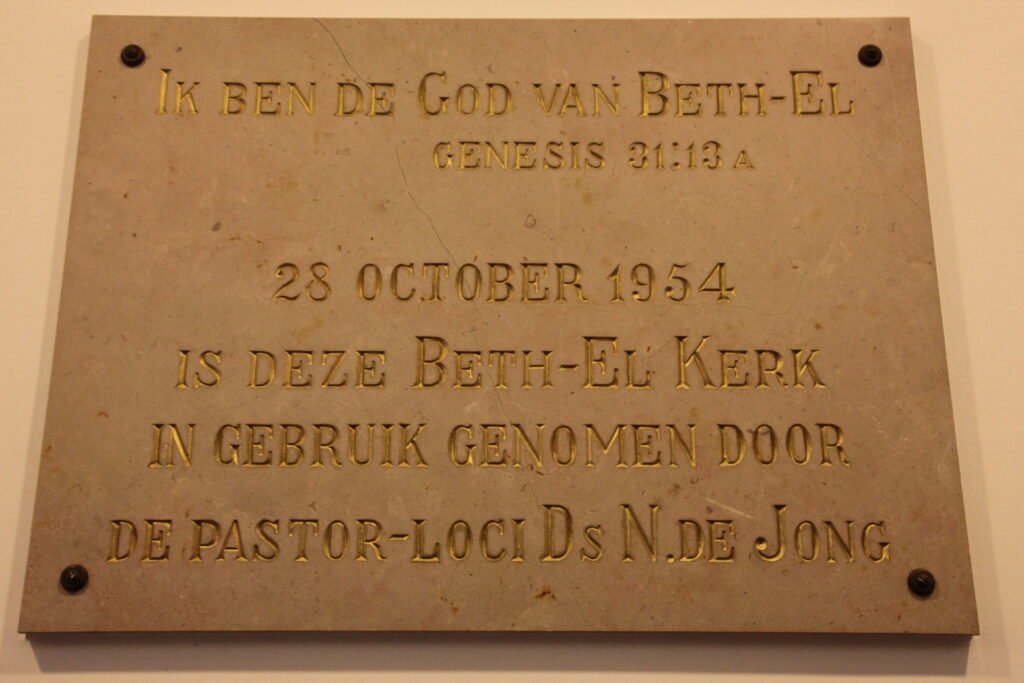 Ik ben de God van Beth-El
Genesis 31:13 a
28 October 1954
is deze Beth-El Kerk
in gebruik genomen door
de pastor-loci Ds N. de Jong